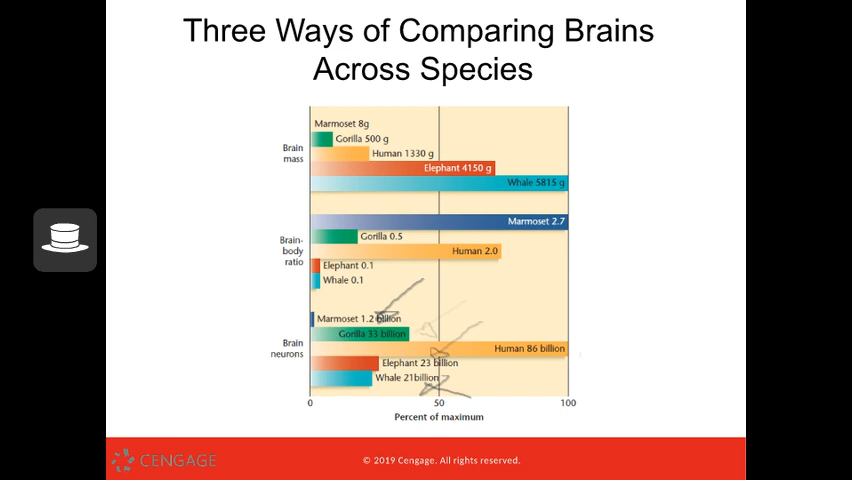 Three Ways of Comparing Brains
Across Species
Brain
mass
Marmoset 8g
Gorilla 500 g
Human 1330 g
Elephant 4150 g
Whale 5815 g
Brain-
body
ratio
Marmoset 2.7
Gorilla 0.5
Human 2.0
Elephant 0.1
Whale 0.1
Brain
neurons
Marmoset 1.2 billion
Gorilla 33 billion
Human 86 billion
Elephant 23 billion
Whale 21billion
0 50 100
Percent of maximum
CENGAGE
© 2019 Cengage. All rights reserved.